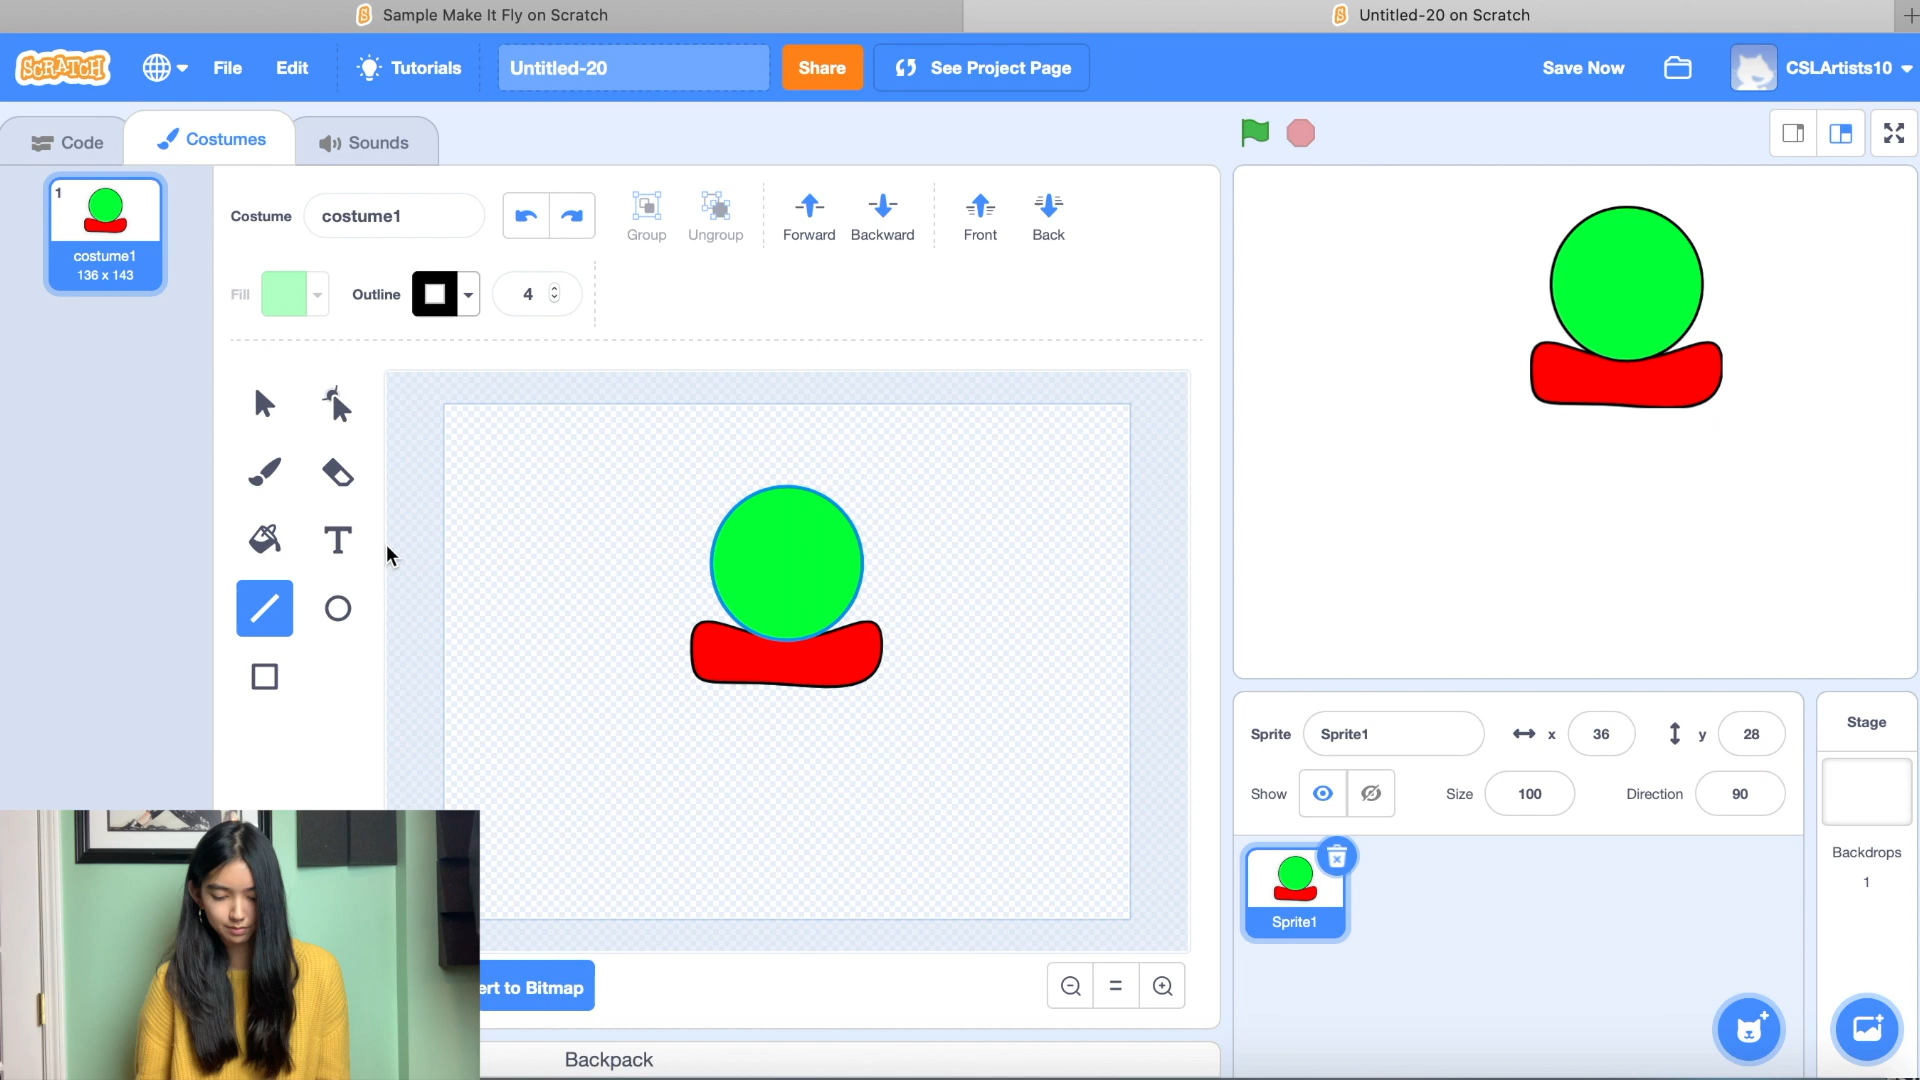 Sample Make It Fly on Scratch
Untitled-20 on Scratch
SCRATCH
File
Edit
Tutorials
Untitled-20
Share
See Project Page
Save Now
CSLArtists10
Code
Costumes
Sounds
1
costume1
136 x 143
Costume
costume1
Group
Ungroup
Forward
Backward
Front
Back
Fill
Outline
4
T
ert to Bitmap
Backpack
Sprite
Sprite1
x
36
y
28
Show
Size
100
Direction
90
Sprite1
Stage
Backdrops
1